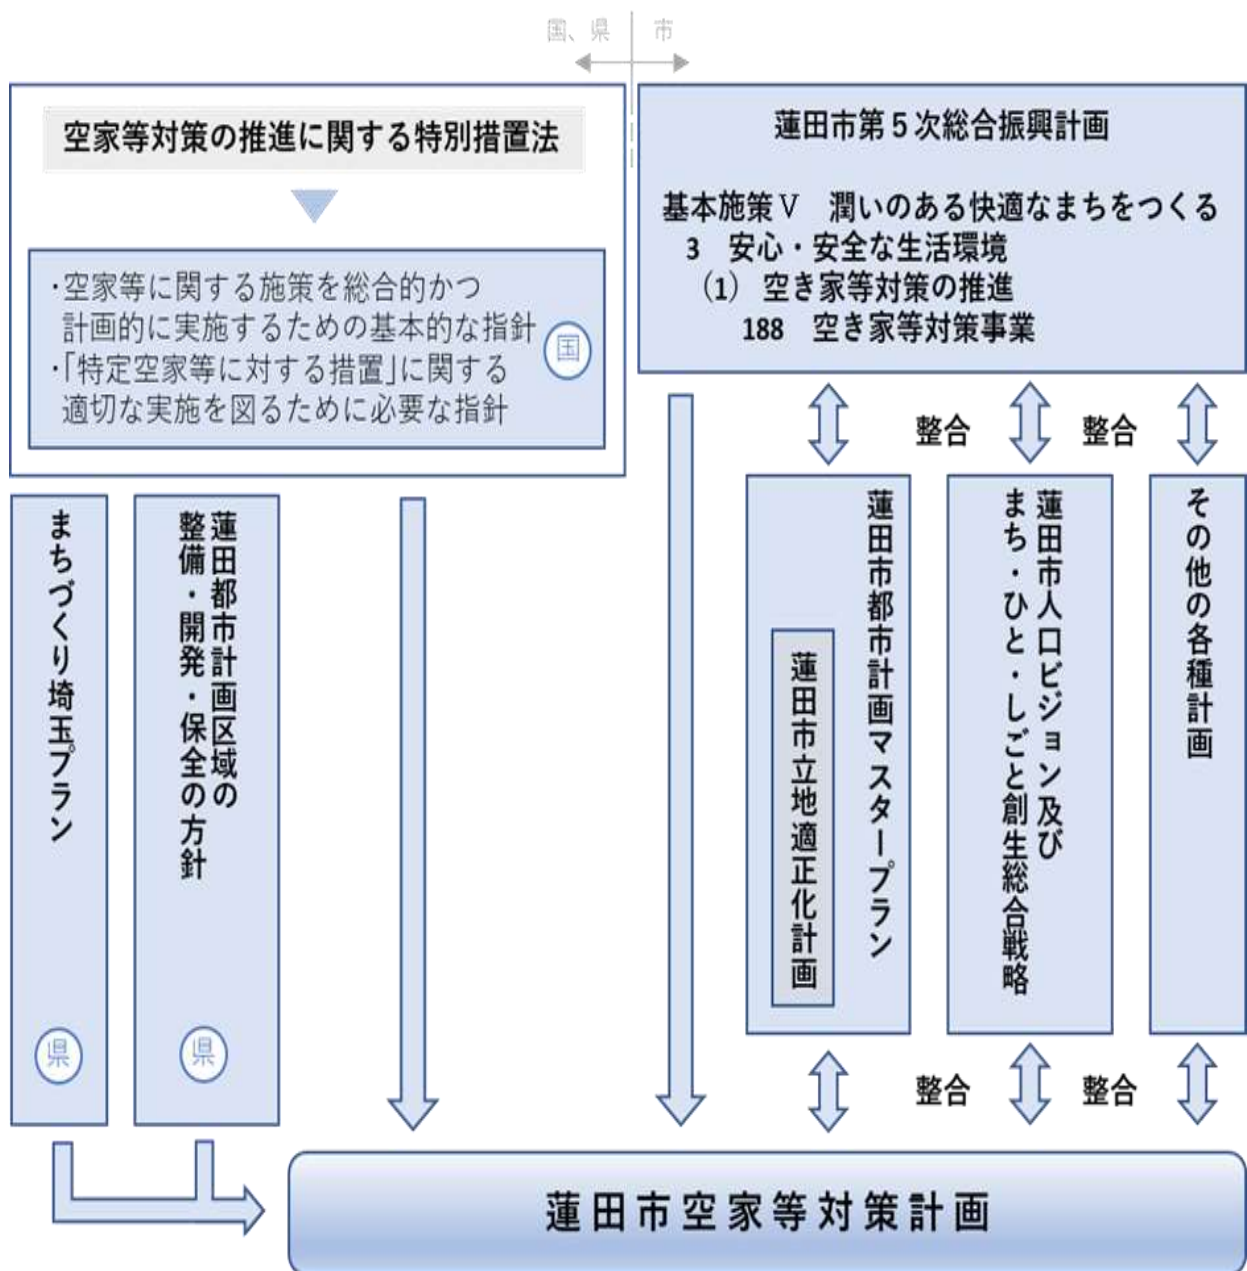 国、県
市
空家等対策の推進に関する特別措置法
・空家等に関する施策を総合的かつ
計画的に実施するための基本的な指針
・「特定空家等に対する措置」に関する
適切な実施を図るために必要な指針
国
蓮田市第5次総合振興計画
基本施策Ⅴ　潤いのある快適なまちをつくる
3　安心・安全な生活環境
（1） 空き家等対策の推進
188　空き家等対策事業
整合
整合
まちづくり埼玉プラン
県
蓮田都市計画区域の
整備・開発・保全の方針
県
蓮田市都市計画マスタープラン
蓮田市立地適正化計画
蓮田市人口ビジョン及び
まち・ひと・しごと創生総合戦略
その他の各種計画
整合
整合
蓮田市空家等対策計画